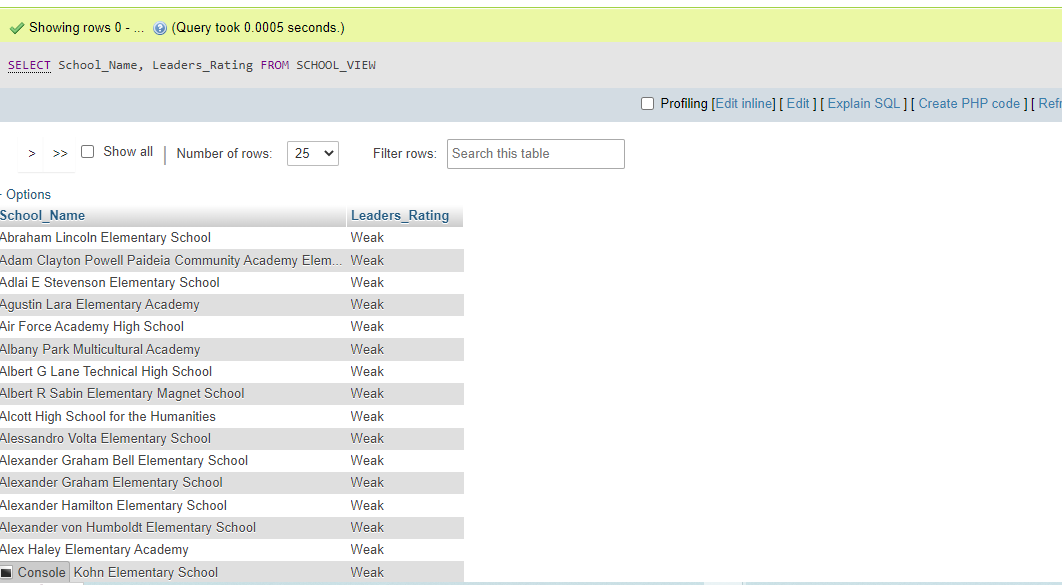 Showing rows 0 - ... (Query took 0.0005 seconds.)
SELECT School_Name, Leaders_Rating FROM SCHOOL_VIEW
Profiling [Edit inline] [ Edit ] [ Explain SQL ] [ Create PHP code ] [ Refr
> >> Show all | Number of rows: 25 Filter rows: Search this table
+ Options
School_Name Leaders_Rating
Abraham Lincoln Elementary School Weak
Adam Clayton Powell Paideia Community Academy Elem... Weak
Adlai E Stevenson Elementary School Weak
Agustin Lara Elementary Academy Weak
Air Force Academy High School Weak
Albany Park Multicultural Academy Weak
Albert G Lane Technical High School Weak
Albert R Sabin Elementary Magnet School Weak
Alcott High School for the Humanities Weak
Alessandro Volta Elementary School Weak
Alexander Graham Bell Elementary School Weak
Alexander Graham Elementary School Weak
Alexander Hamilton Elementary School Weak
Alexander von Humboldt Elementary School Weak
Alex Haley Elementary Academy Weak
Console Kohn Elementary School Weak